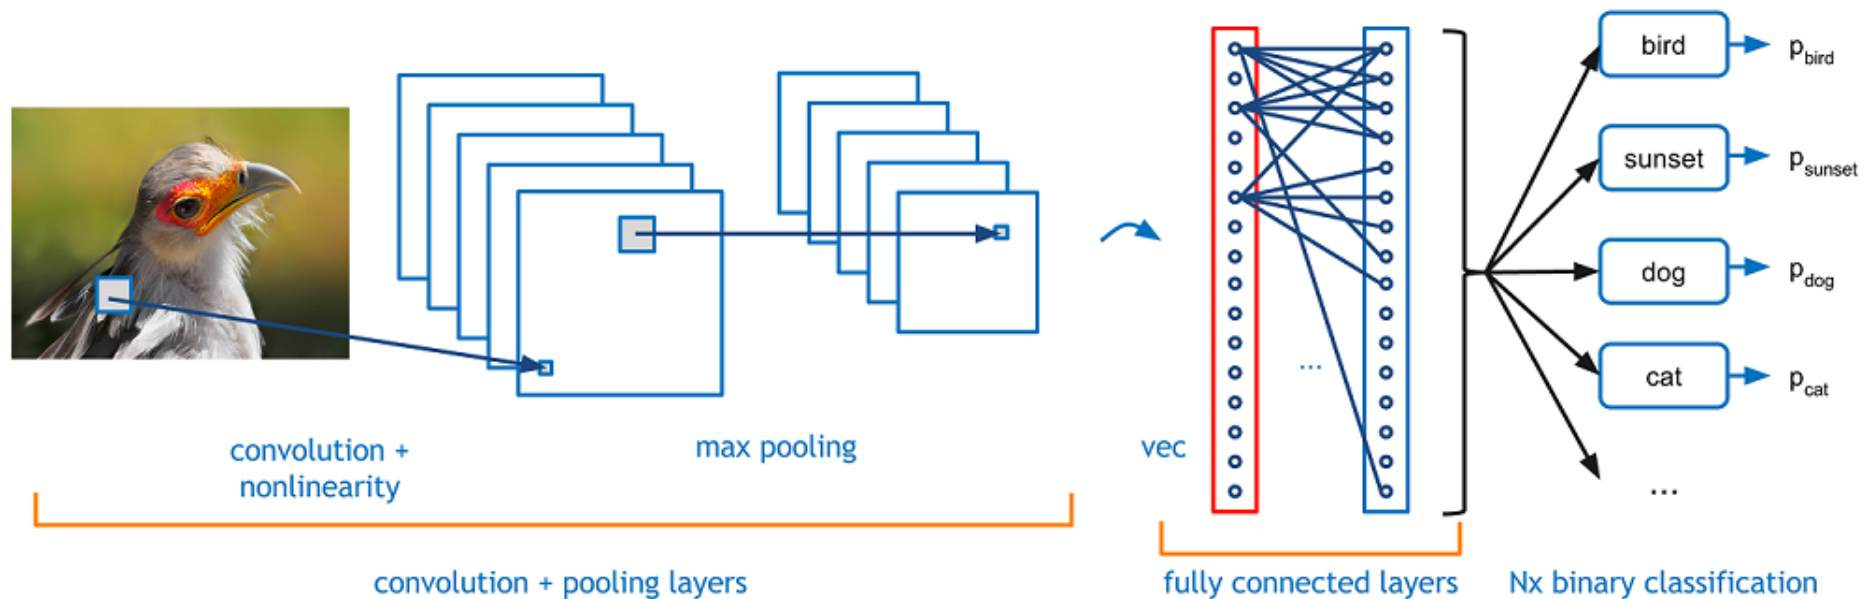 convolution +
nonlinearity
max pooling
vec
convolution + pooling layers
fully connected layers
Nx binary classification
...
bird
p_bird
sunset
p_sunset
dog
p_dog
cat
p_cat
...